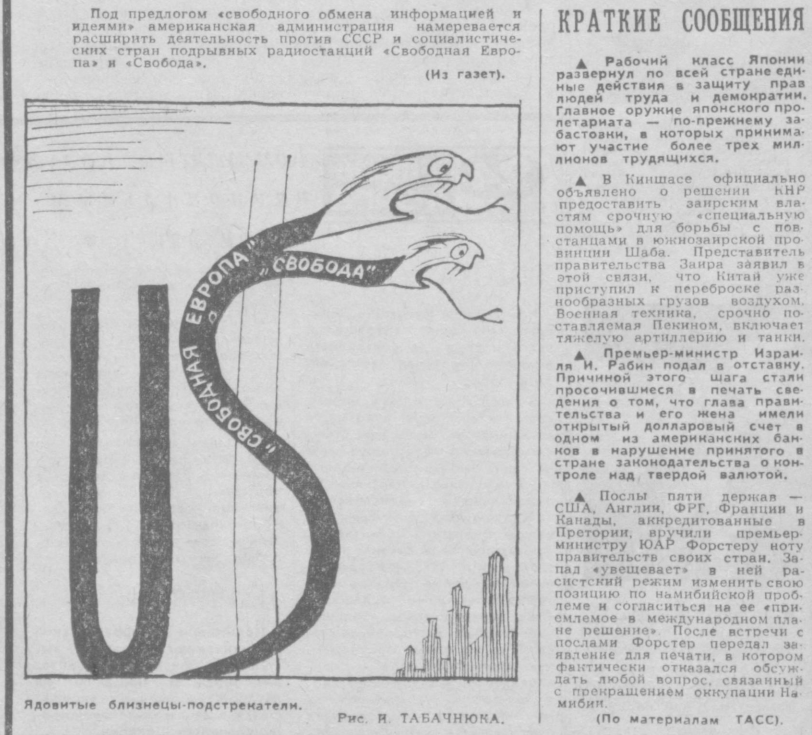 Под предлогом «свободного обмена информацией и
идеями» американская администрация намеревается
расширить деятельность против СССР и социалистиче-
ских стран подрывных радиостанций «Свободная Евро-
па» и «Свобода».
(Из газет).
"СВОБОДНАЯ ЕВРОПА"
"СВОБОДА"
US
Ядовитые близнецы-подстрекатели.
Рис. И. ТАБАЧНЮКА.
КРАТКИЕ СООБЩЕНИЯ
▲ Рабочий класс Японии
развернул по всей стране еди-
ные действия в защиту прав
людей труда и демократии.
Главное оружие японского про-
летариата — по-прежнему за-
бастовки, в которых принима-
ют участие более трех мил-
лионов трудящихся.
▲ В Киншасе официально
объявлено о решении КНР
предоставить заирским влас-
тям срочную «специальную
помощь» для борьбы с пов-
станцами в южнозаирской про-
винции Шаба. Представитель
правительства Заира заявил в
этой связи, что Китай уже
приступил к переброске раз-
нообразных грузов воздухом.
Военная техника, срочно по-
ставляемая Пекином, включает
тяжелую артиллерию и танки.
▲ Премьер-министр Израи-
ля И. Рабин подал в отставку.
Причиной этого шага стали
просочившиеся в печать све-
дения о том, что глава прави-
тельства и его жена имели
открытый долларовый счет в
одном из американских бан-
ков в нарушение принятого в
стране законодательства о кон-
троле над твердой валютой.
▲ Послы пяти держав —
США, Англии, ФРГ, Франции и
Канады, аккредитованные в
Претории, вручили премьер-
министру ЮАР Форстеру ноту
правительств своих стран. За-
пад «увещевает» в ней ра-
систский режим изменить свою
позицию по намибийской проб-
леме и согласиться на ее «при-
емлемое в международном пла-
не решение». После встречи с
послами Форстер передал за-
явление для печати, в котором
фактически отказался обсуж-
дать любой вопрос, связанный
с прекращением оккупации На-
мибии.
(По материалам ТАСС).